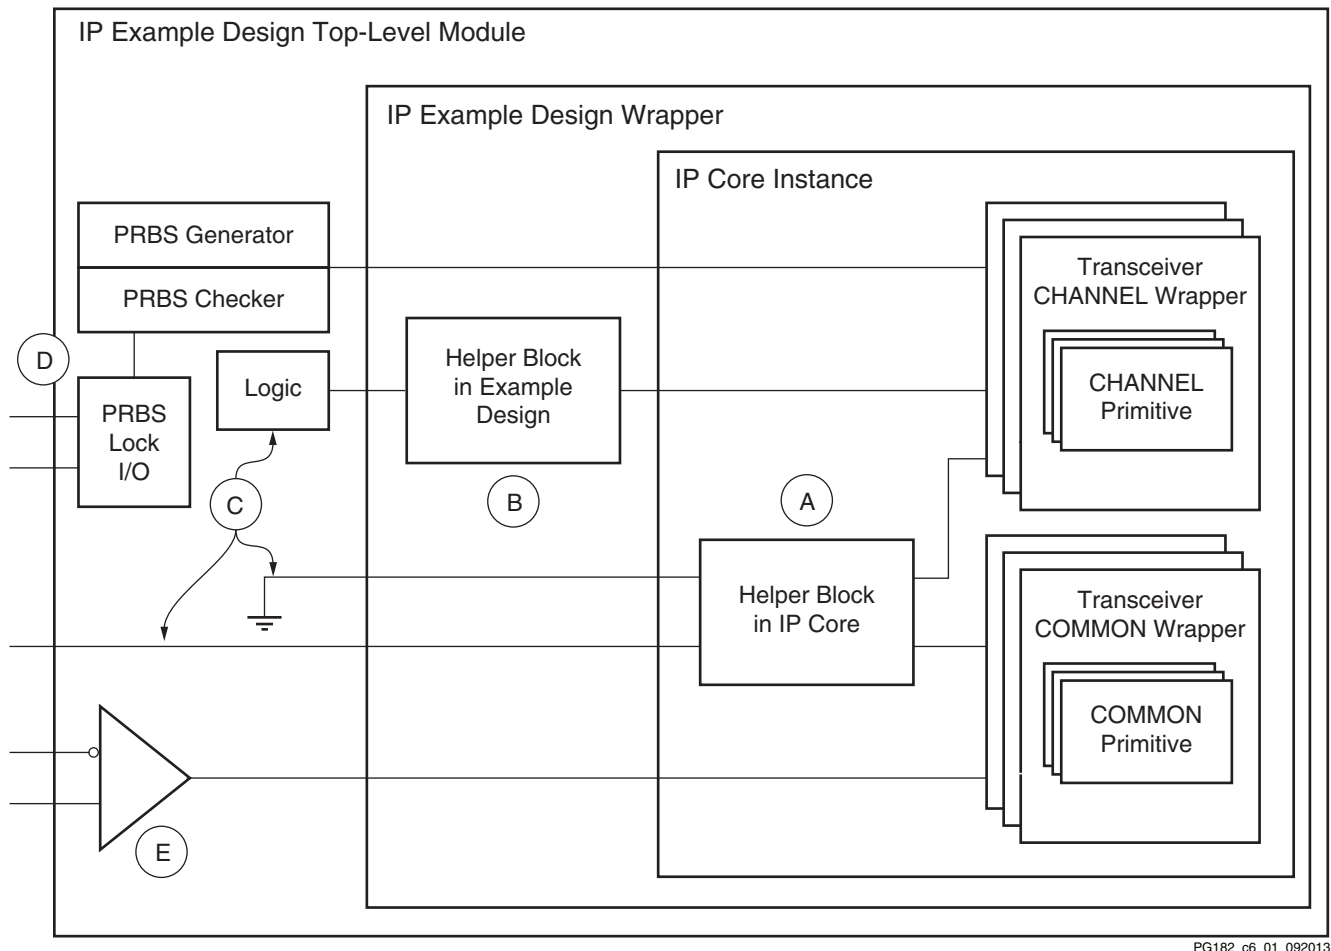 IP Example Design Top-Level Module
IP Example Design Wrapper
IP Core Instance
PRBS Generator
PRBS Checker
Transceiver
CHANNEL Wrapper
CHANNEL
Primitive
D
PRBS
Lock
I/O
Logic
Helper Block
in Example
Design
C
B
A
Helper Block
in IP Core
Transceiver
COMMON Wrapper
COMMON
Primitive
E
PG182_c6_01_092013